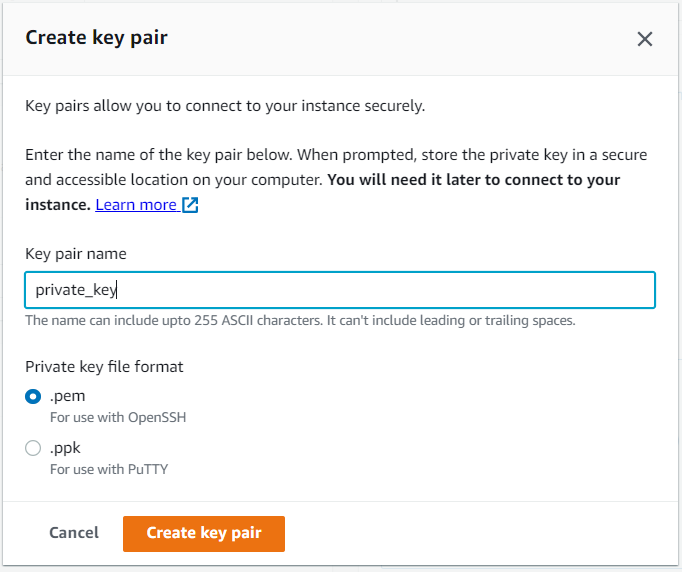 Create key pair
Key pairs allow you to connect to your instance securely.
Enter the name of the key pair below. When prompted, store the private key in a secure
and accessible location on your computer. You will need it later to connect to your
instance. Learn more
Key pair name
private_key
The name can include upto 255 ASCII characters. It can't include leading or trailing spaces.
Private key file format
.pem
For use with OpenSSH
.ppk
For use with PuTTY
Cancel
Create key pair